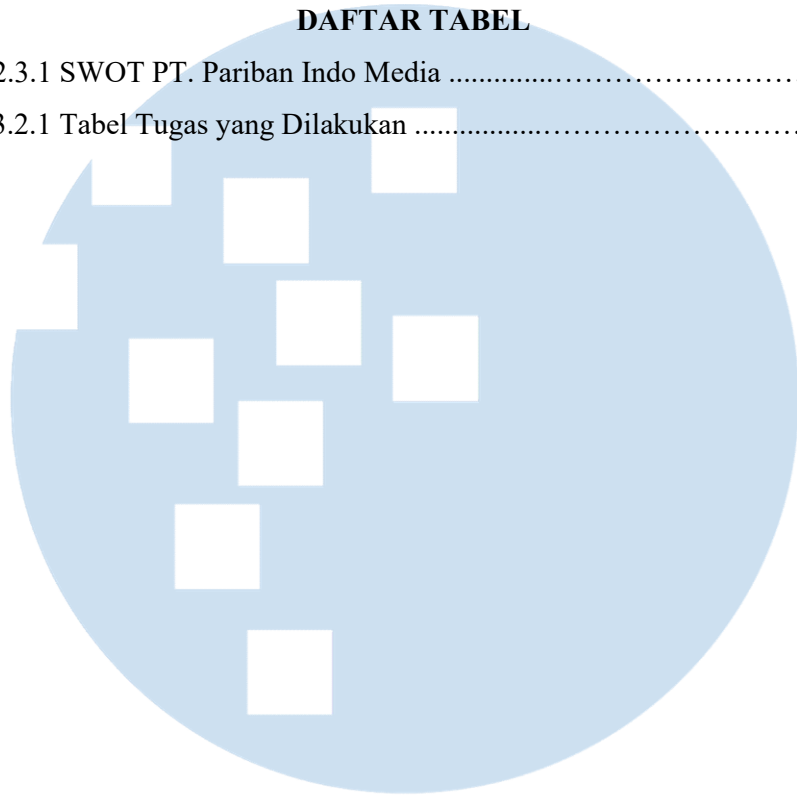 DAFTAR TABEL
2.3.1 SWOT PT. Pariban Indo Media ..............……………………
3.2.1 Tabel Tugas yang Dilakukan .................……………………